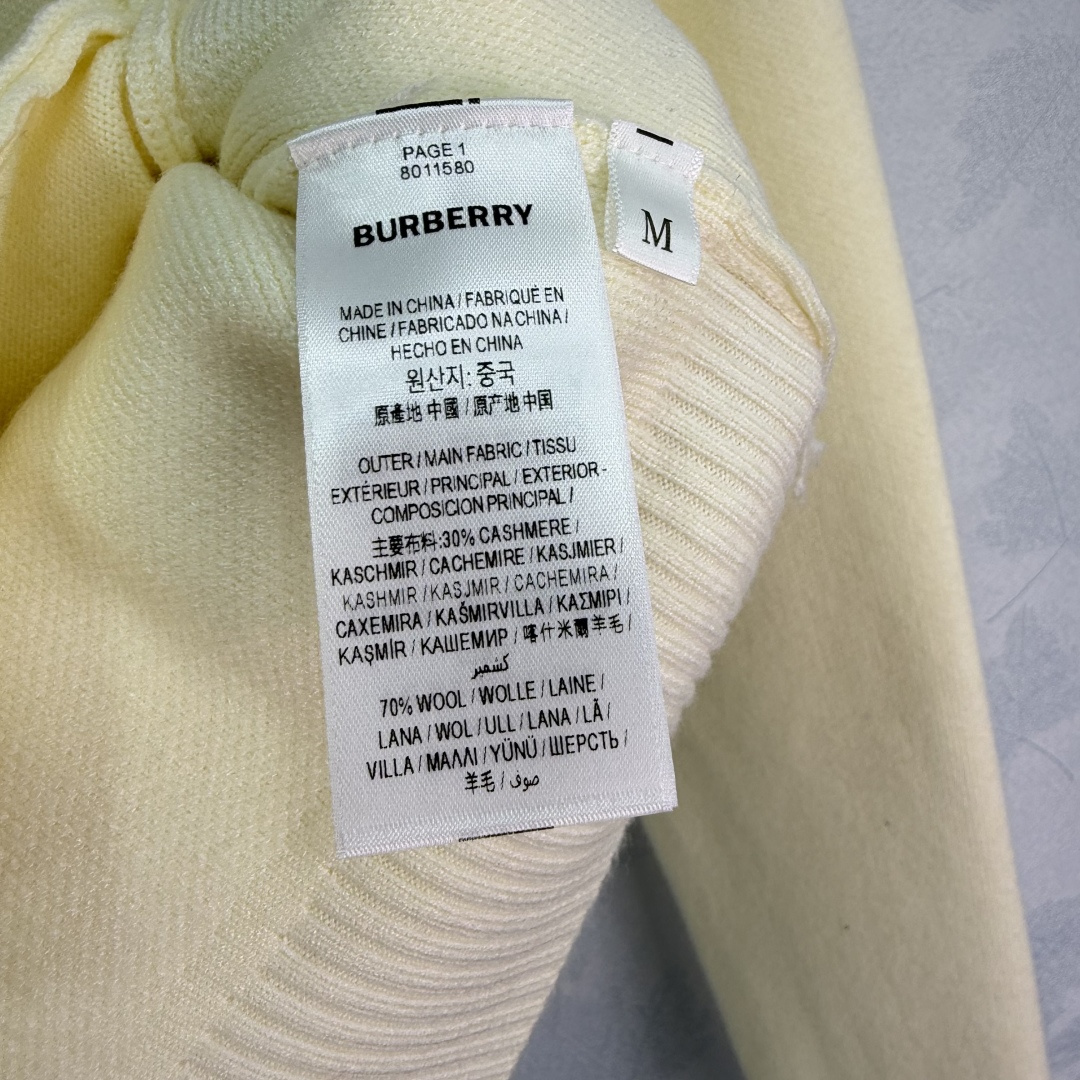 PAGE 1
8011580
BURBERRY
M
MADE IN CHINA / FABRIQUÉ EN
CHINE / FABRICADO NA CHINA /
HECHO EN CHINA
원산지: 중국
原產地 中國 / 原产地 中国
OUTER / MAIN FABRIC / TISSU
EXTÉRIEUR / PRINCIPAL / EXTERIOR -
COMPOSICION PRINCIPAL /
主要布料:30% CASHMERE /
KASCHMIR / CACHEMIRE / KASJMIER /
KASHMIR / KASJMIR / CACHEMIRA /
CAXEMIRA / KAŠMIRVILLA / ΚΑΣΜΙΡΙ /
KAŞMİR / КАШЕМИР / 喀什米爾羊毛 /
كشمير
70% WOOL / WOLLE / LAINE /
LANA / WOL / ULL / LANA / LÃ /
VILLA / ΜΑΛΛΙ / YÜNÜ / ШЕРСТЬ /
羊毛 / صوف